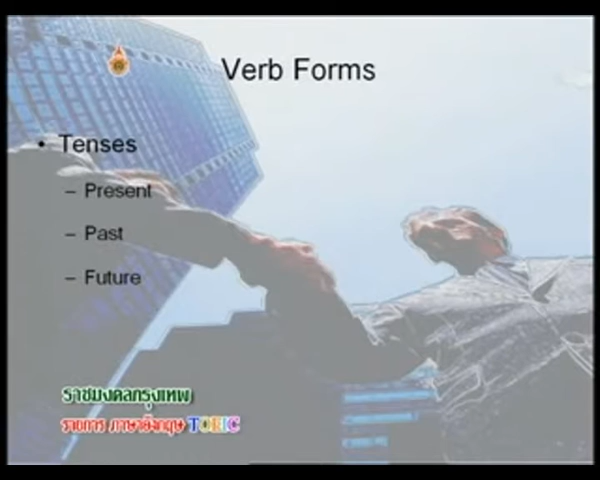 Verb Forms
• Tenses
– Present
– Past
– Future
ราชมงคลกรุงเทพ
รายการ ภาษาอังกฤษ TOEIC